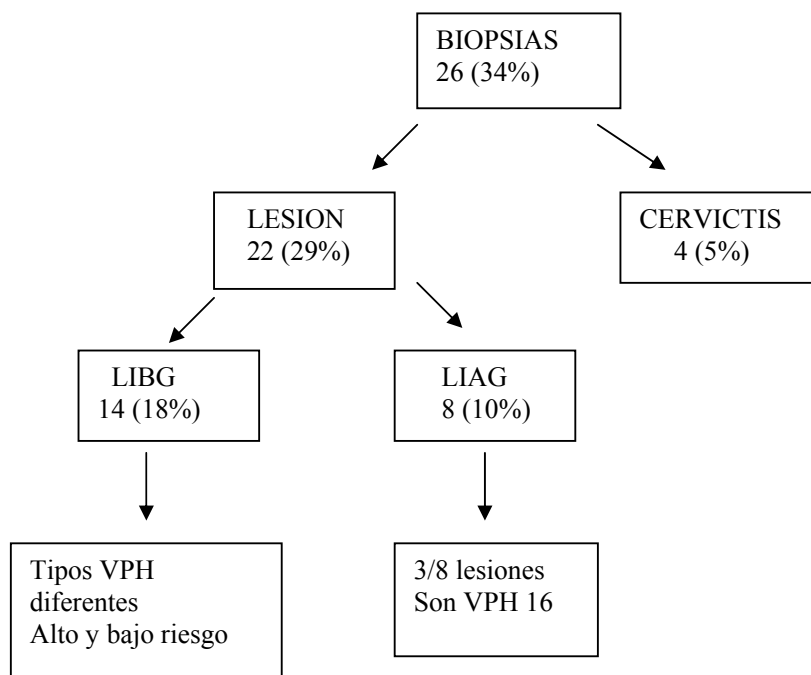 BIOPSIAS
26 (34%)
LESION
22 (29%)
CERVICTIS
4 (5%)
LIBG
14 (18%)
LIAG
8 (10%)
Tipos VPH
diferentes
Alto y bajo riesgo
3/8 lesiones
Son VPH 16